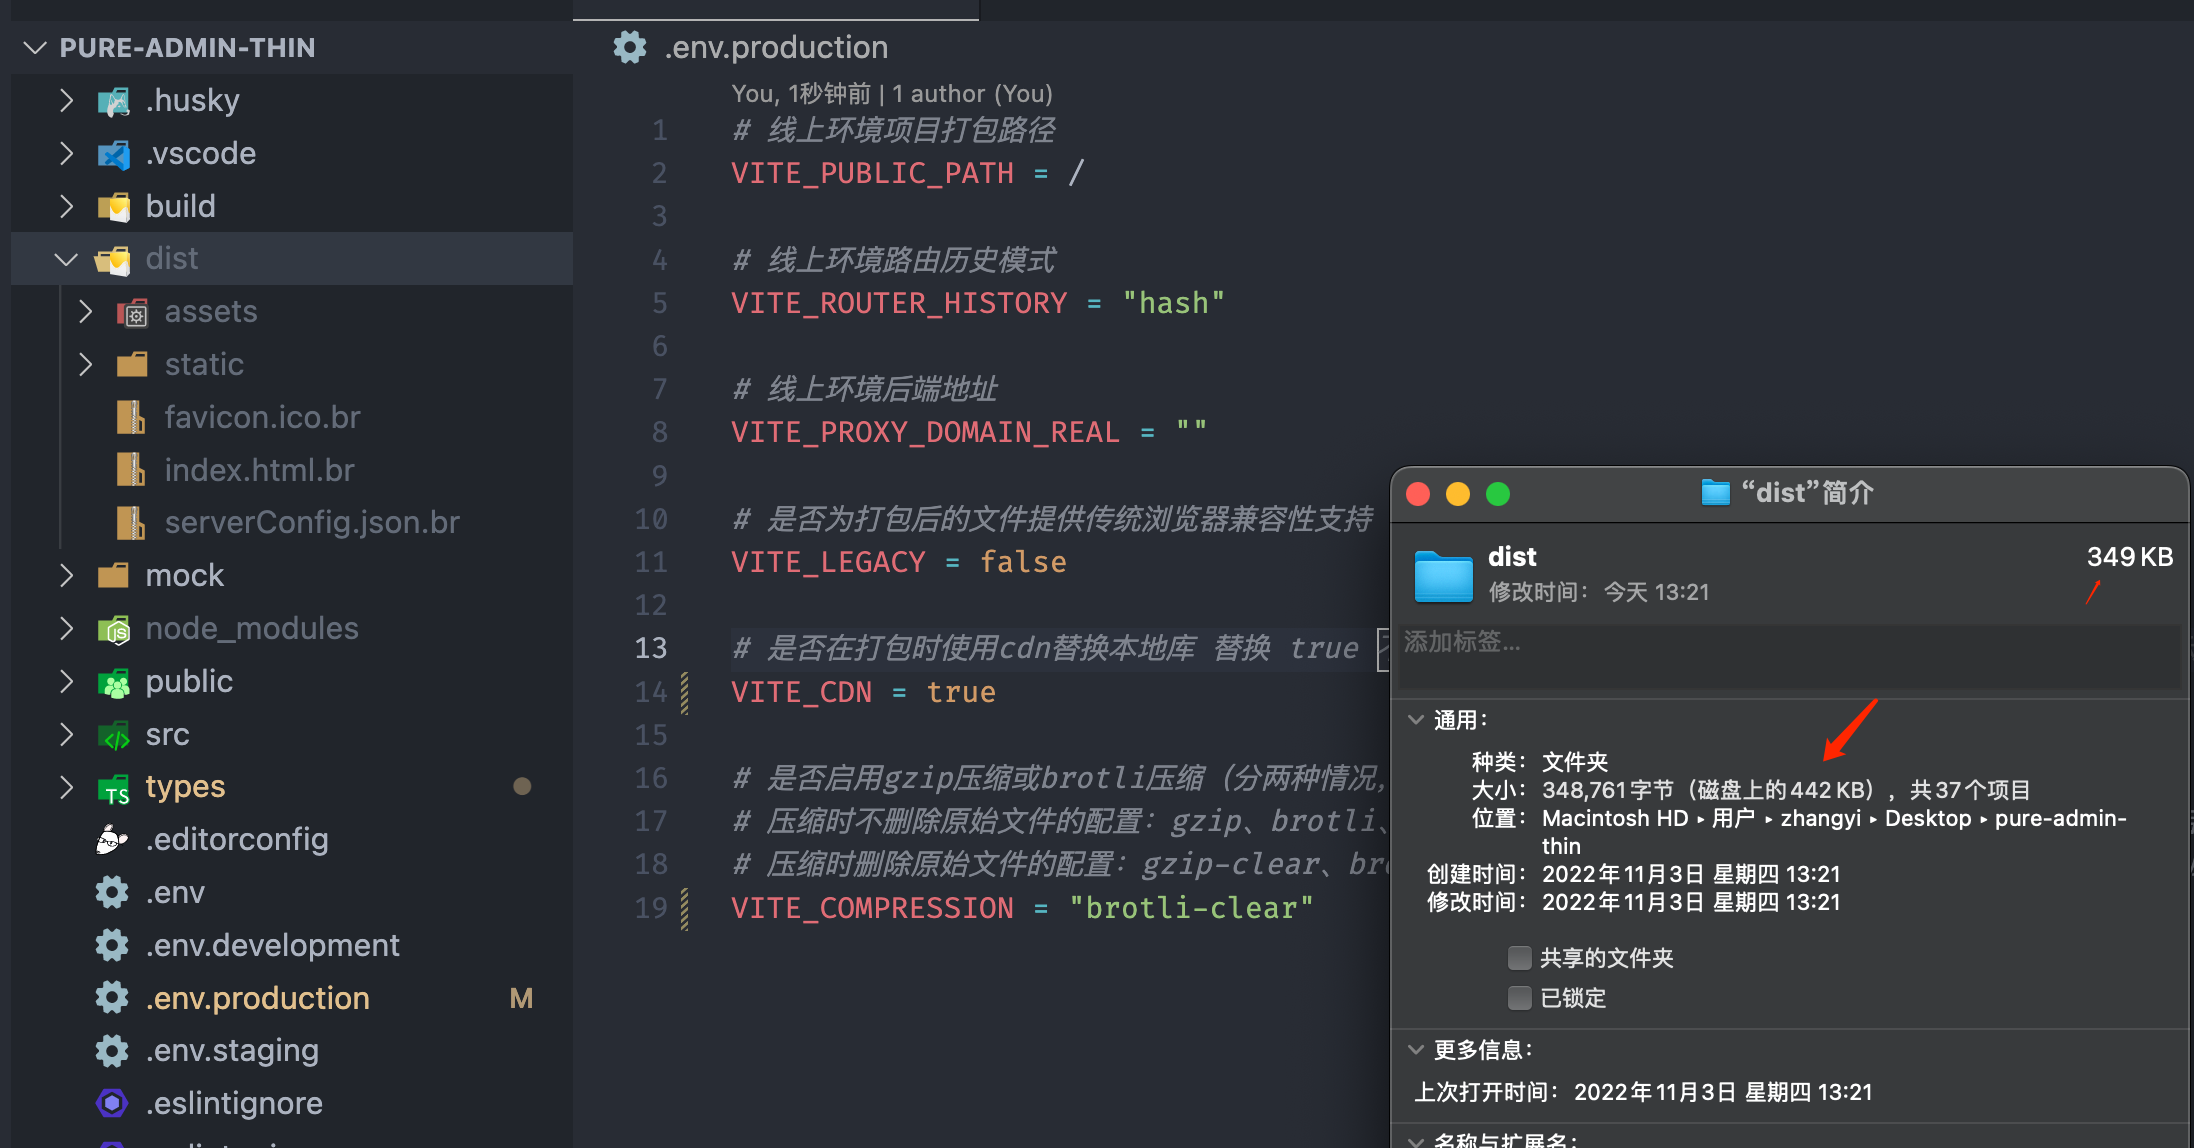 PURE-ADMIN-THIN
.husky
.vscode
build
dist
assets
static
favicon.ico.br
index.html.br
serverConfig.json.br
mock
node_modules
public
src
types
.editorconfig
.env
.env.development
.env.production M
.env.staging
.eslintignore
.env.production
You, 1秒钟前 | 1 author (You)
1 # 线上环境项目打包路径
2 VITE_PUBLIC_PATH = /
3
4 # 线上环境路由历史模式
5 VITE_ROUTER_HISTORY = "hash"
6
7 # 线上环境后端地址
8 VITE_PROXY_DOMAIN_REAL = ""
9
10 # 是否为打包后的文件提供传统浏览器兼容性支持
11 VITE_LEGACY = false
12
13 # 是否在打包时使用cdn替换本地库 替换 true
14 VITE_CDN = true
15
16 # 是否启用gzip压缩或brotli压缩（分两种情况，
17 # 压缩时不删除原始文件的配置：gzip、brotli、
18 # 压缩时删除原始文件的配置：gzip-clear、br
19 VITE_COMPRESSION = "brotli-clear"
“dist”简介
dist 349 KB
修改时间：今天 13:21
添加标签...
通用：
种类：文件夹
大小：348,761字节（磁盘上的442 KB），共37个项目
位置：Macintosh HD ▸ 用户 ▸ zhangyi ▸ Desktop ▸ pure-admin-
thin
创建时间：2022年11月3日 星期四 13:21
修改时间：2022年11月3日 星期四 13:21
共享的文件夹
已锁定
更多信息：
上次打开时间：2022年11月3日 星期四 13:21
名称与扩展名：